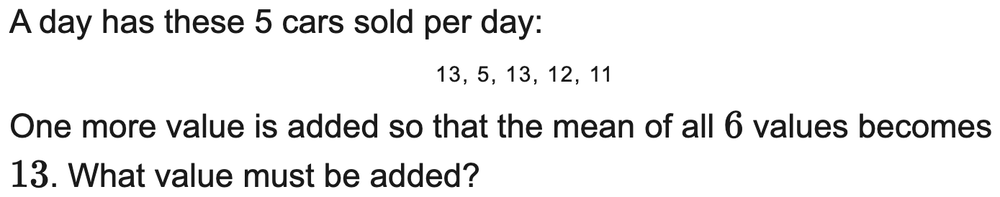 A day has these 5 cars sold per day:
13, 5, 13, 12, 11
One more value is added so that the mean of all 6 values becomes
13. What value must be added?